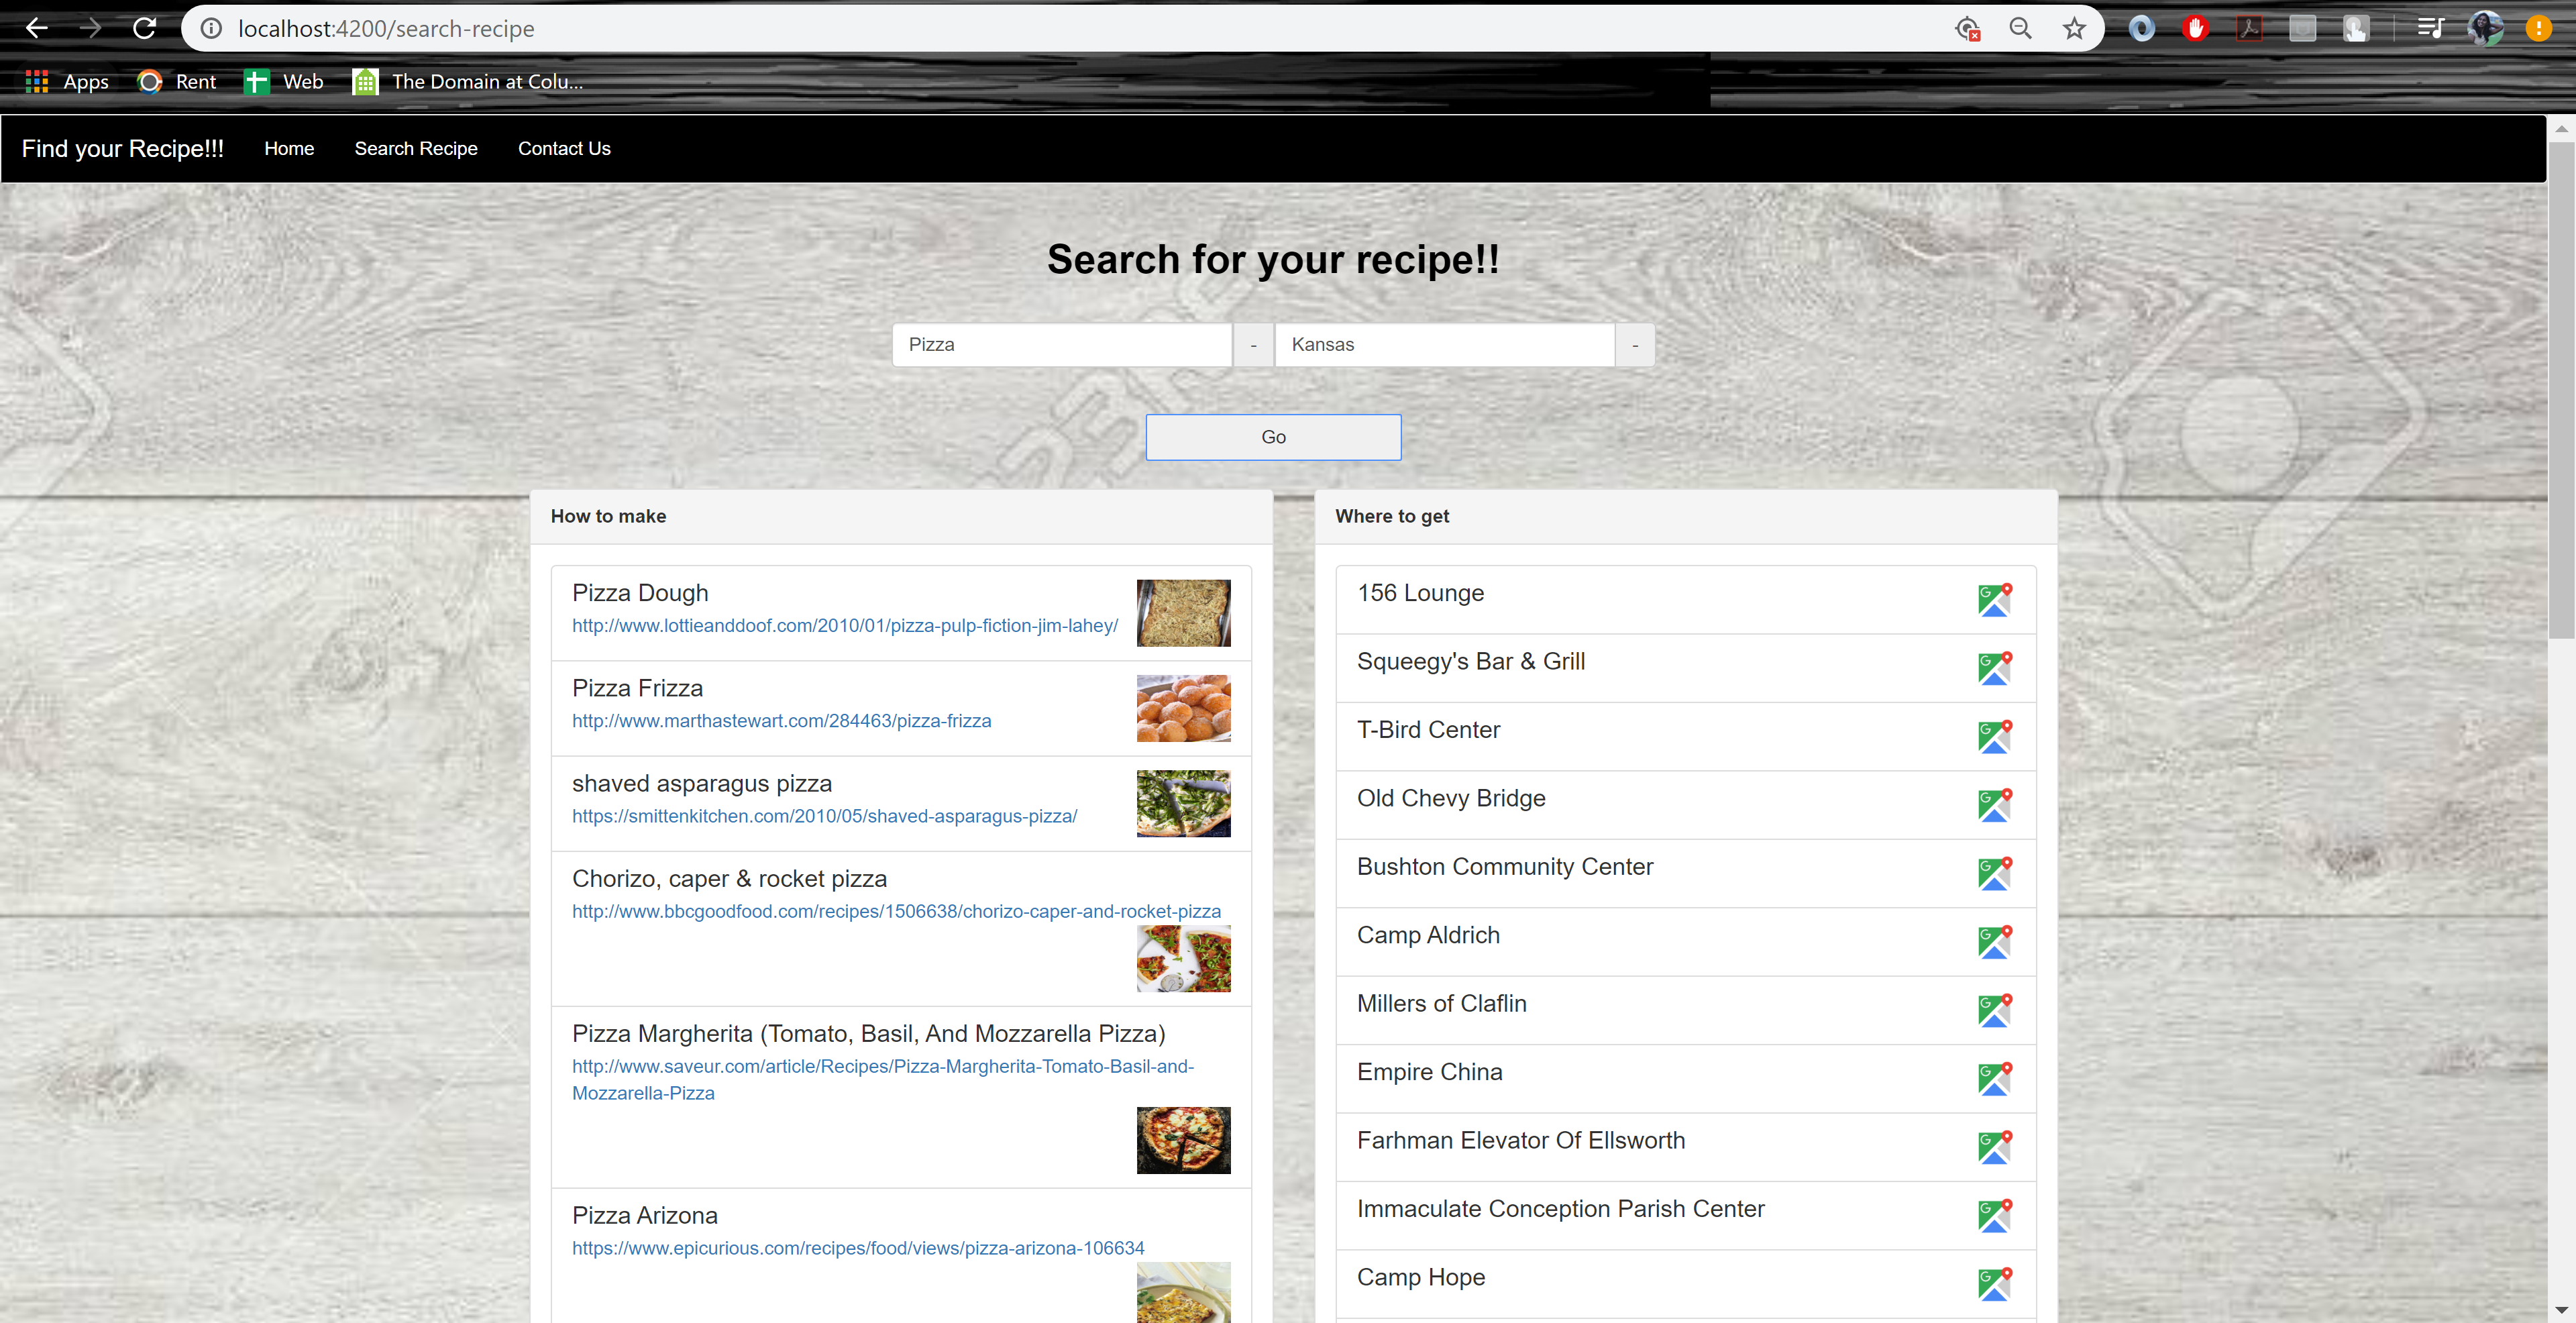 localhost:4200/search-recipe
Apps Rent Web The Domain at Colu...
Find your Recipe!!! Home Search Recipe Contact Us
Search for your recipe!!
Pizza - Kansas -
Go
How to make
Pizza Dough
http://www.lottieanddoof.com/2010/01/pizza-pulp-fiction-jim-lahey/
Pizza Frizza
http://www.marthastewart.com/284463/pizza-frizza
shaved asparagus pizza
https://smittenkitchen.com/2010/05/shaved-asparagus-pizza/
Chorizo, caper & rocket pizza
http://www.bbcgoodfood.com/recipes/1506638/chorizo-caper-and-rocket-pizza
Pizza Margherita (Tomato, Basil, And Mozzarella Pizza)
http://www.saveur.com/article/Recipes/Pizza-Margherita-Tomato-Basil-and-
Mozzarella-Pizza
Pizza Arizona
https://www.epicurious.com/recipes/food/views/pizza-arizona-106634
Where to get
156 Lounge
Squeegy's Bar & Grill
T-Bird Center
Old Chevy Bridge
Bushton Community Center
Camp Aldrich
Millers of Claflin
Empire China
Farhman Elevator Of Ellsworth
Immaculate Conception Parish Center
Camp Hope